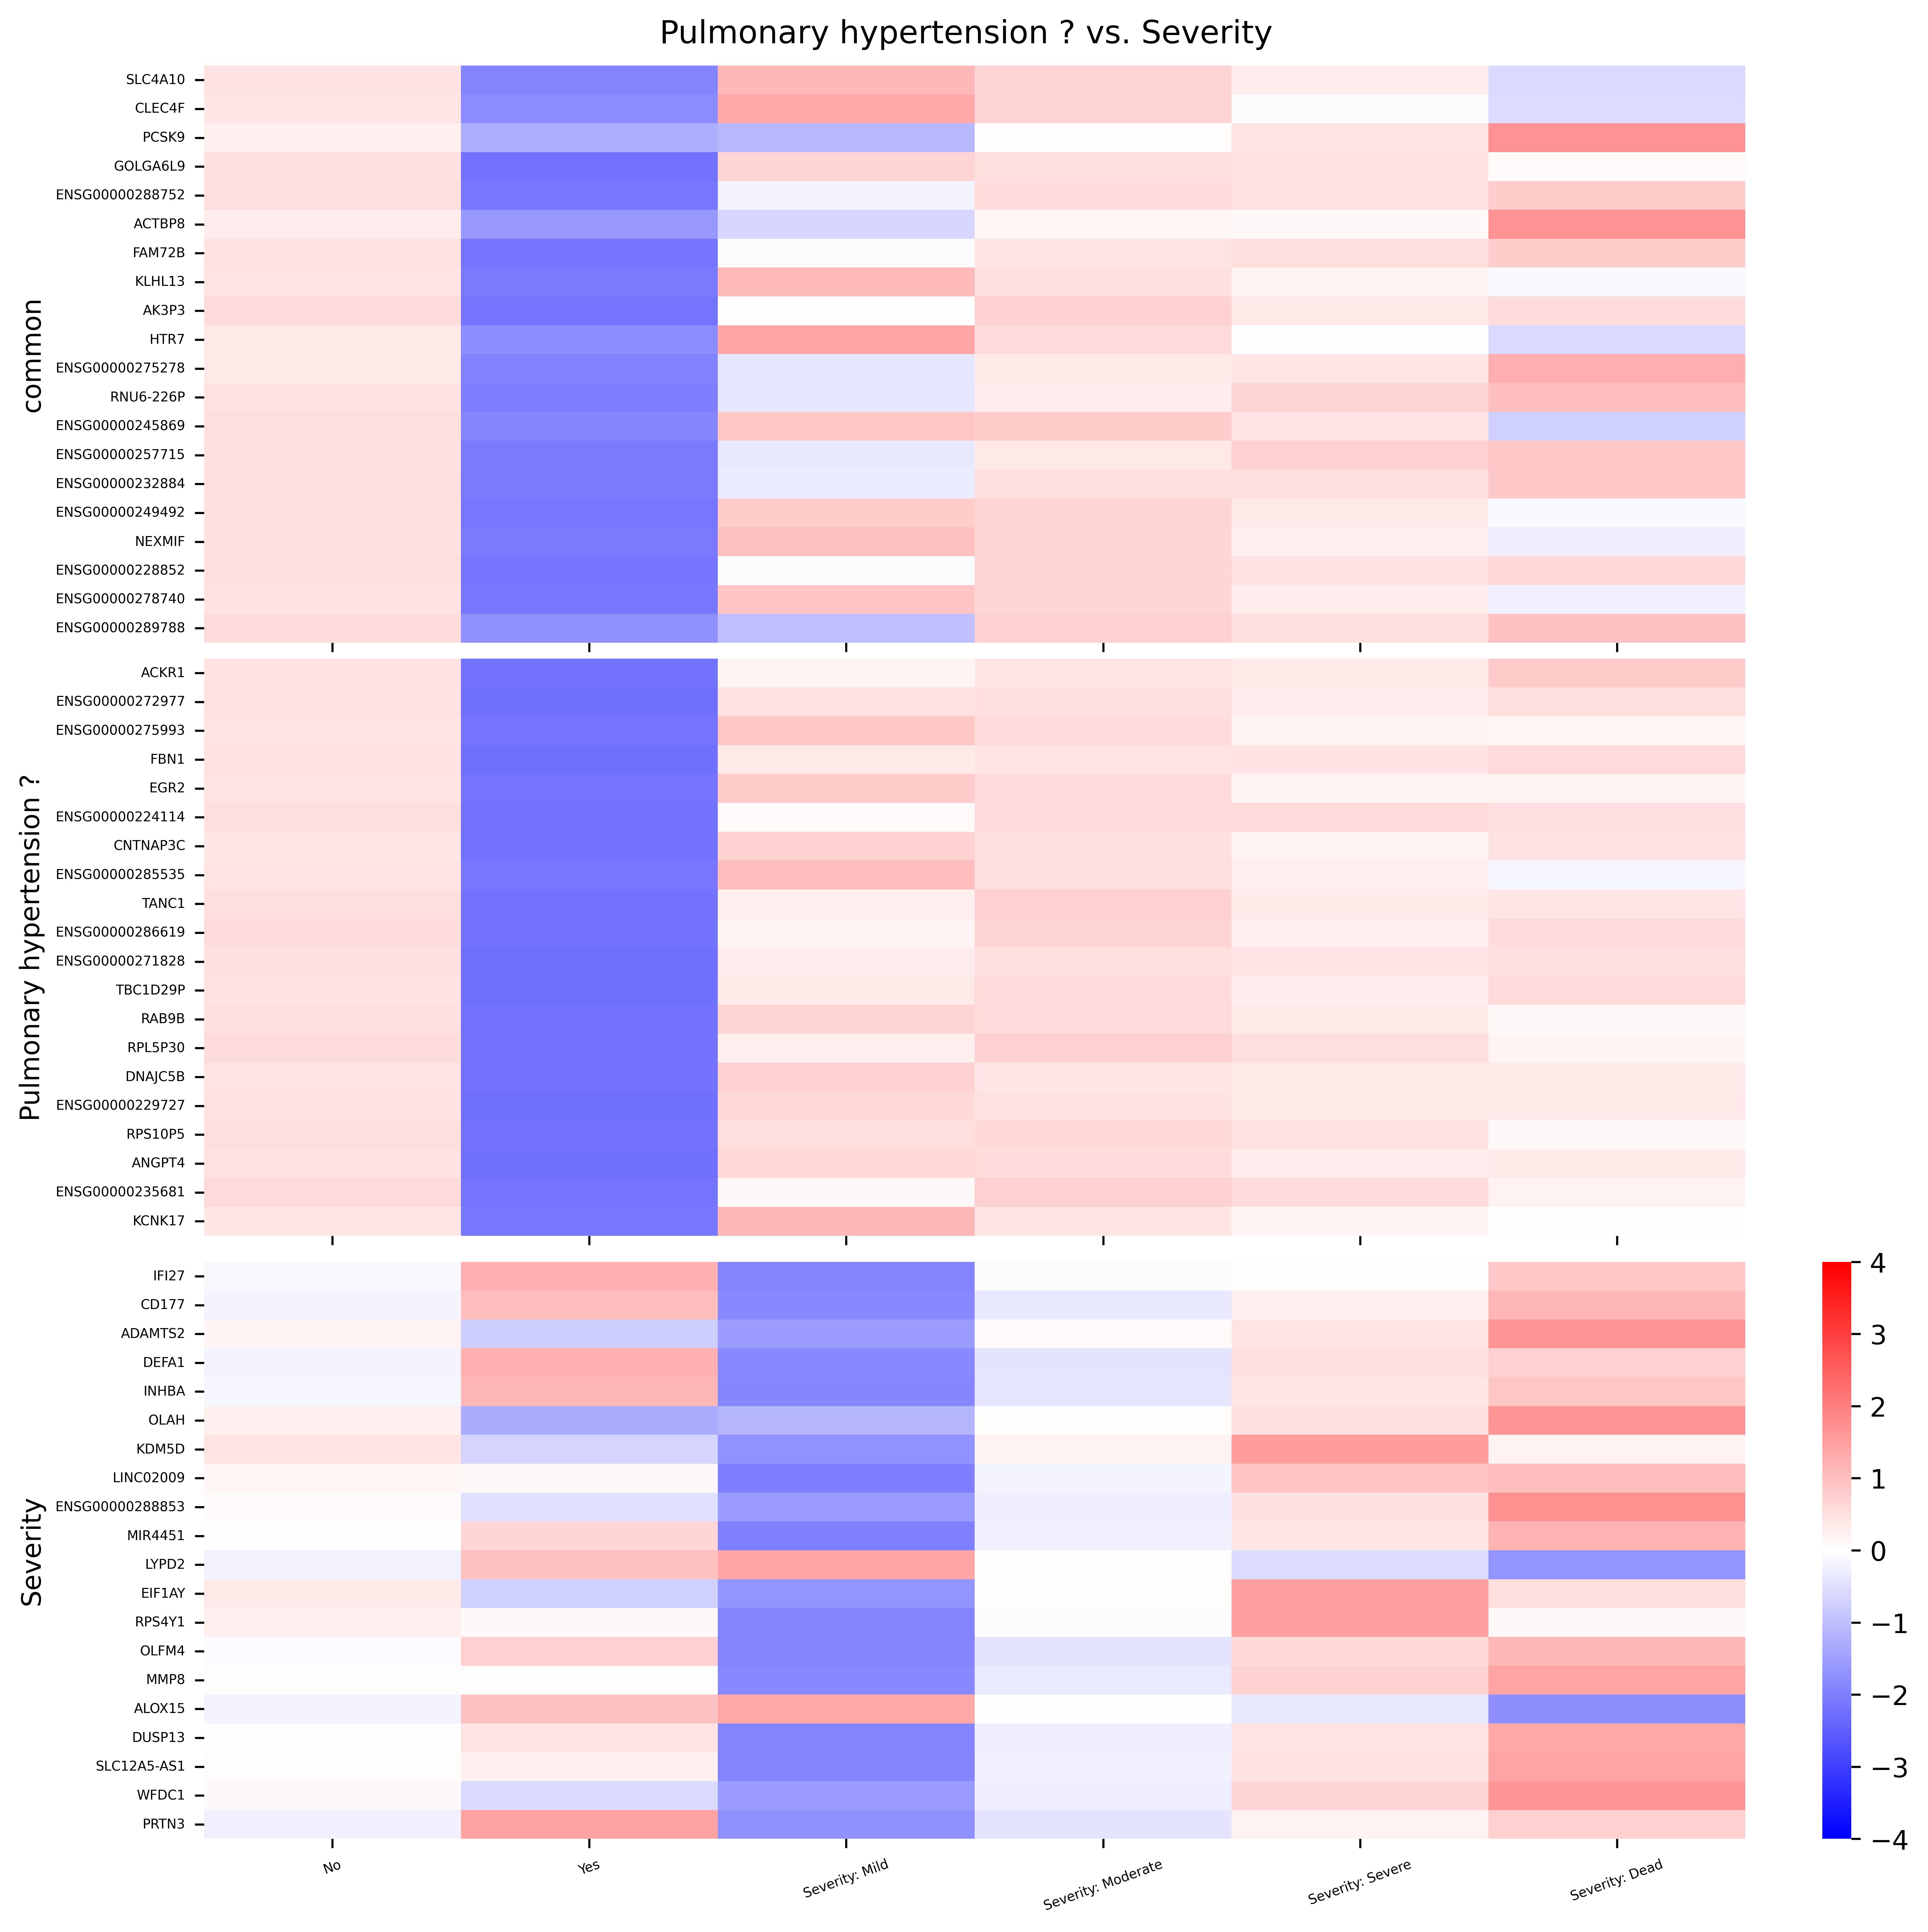 Pulmonary hypertension ? vs. Severity
common
SLC4A10
CLEC4F
PCSK9
GOLGA6L9
ENSG00000288752
ACTBP8
FAM72B
KLHL13
AK3P3
HTR7
ENSG00000275278
RNU6-226P
ENSG00000245869
ENSG00000257715
ENSG00000232884
ENSG00000249492
NEXMIF
ENSG00000228852
ENSG00000278740
ENSG00000289788
Pulmonary hypertension ?
ACKR1
ENSG00000272977
ENSG00000275993
FBN1
EGR2
ENSG00000224114
CNTNAP3C
ENSG00000285535
TANC1
ENSG00000286619
ENSG00000271828
TBC1D29P
RAB9B
RPL5P30
DNAJC5B
ENSG00000229727
RPS10P5
ANGPT4
ENSG00000235681
KCNK17
Severity
IFI27
CD177
ADAMTS2
DEFA1
INHBA
OLAH
KDM5D
LINC02009
ENSG00000288853
MIR4451
LYPD2
EIF1AY
RPS4Y1
OLFM4
MMP8
ALOX15
DUSP13
SLC12A5-AS1
WFDC1
PRTN3
No
Yes
Severity: Mild
Severity: Moderate
Severity: Severe
Severity: Dead
4
3
2
1
0
−1
−2
−3
−4